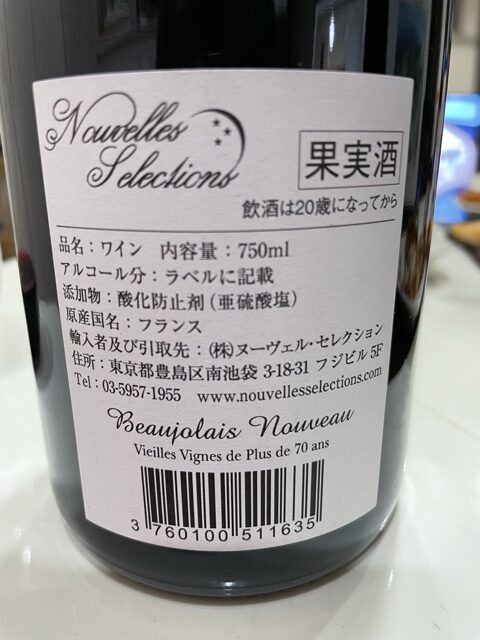 Nouvelles
Selections
果実酒
飲酒は20歳になってから
品名：ワイン 内容量：750ml
アルコール分：ラベルに記載
添加物：酸化防止剤（亜硫酸塩）
原産国名：フランス
輸入者及び引取先：(株)ヌーヴェル・セレクション
住所：東京都豊島区南池袋 3-18-31 フジビル 5F
Tel：03-5957-1955 www.nouvellesselections.com
Beaujolais Nouveau
Vieilles Vignes de Plus de 70 ans
3 760100 511635